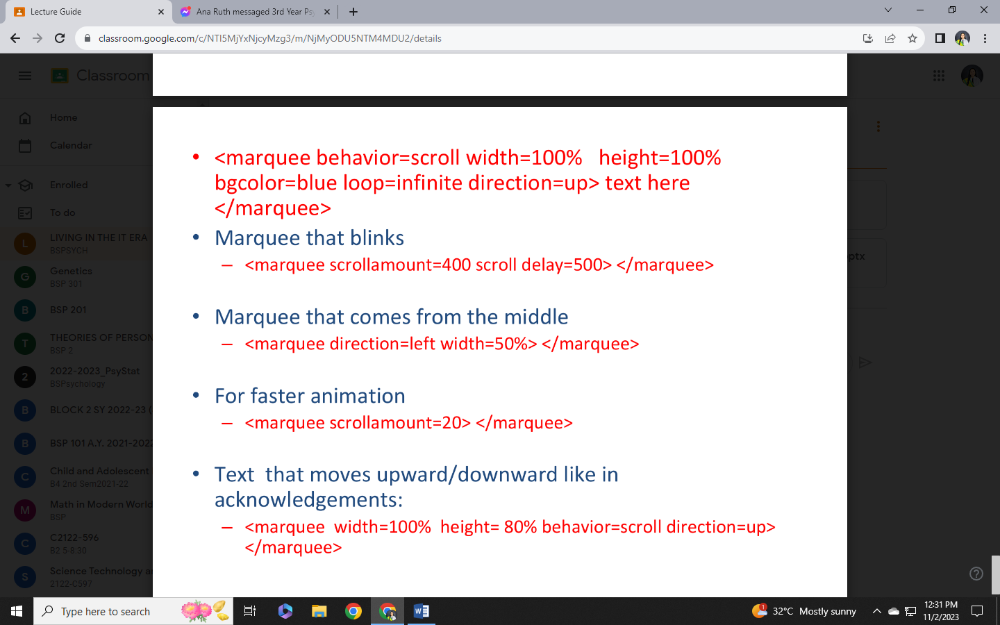 Lecture Guide
Ana Ruth messaged 3rd Year Ps
classroom.google.com/c/NTI5MjYxNjcyMzg3/m/NjMyODU5NTM4MDU2/details
Classroom
Home
Calendar
Enrolled
To do
L
LIVING IN THE IT ERA
BSPSYCH
G
Genetics
BSP 301
B
BSP 201
T
THEORIES OF PERSON
BSP 2
2
2022-2023_PsyStat
BSPsychology
B
BLOCK 2 SY 2022-23 (
B
BSP 101 A.Y. 2021-2022
C
Child and Adolescent
B4 2nd Sem2021-22
M
Math in Modern World
BSP
C
C2122-596
B2 5-8:30
S
Science Technology a
2122-C597
• <marquee behavior=scroll width=100%   height=100%
bgcolor=blue loop=infinite direction=up> text here
</marquee>
• Marquee that blinks
– <marquee scrollamount=400 scroll delay=500> </marquee>
• Marquee that comes from the middle
– <marquee direction=left width=50%> </marquee>
• For faster animation
– <marquee scrollamount=20> </marquee>
• Text  that moves upward/downward like in
acknowledgements:
– <marquee  width=100%  height= 80% behavior=scroll direction=up>
</marquee>
ptx
Type here to search
1
32°C Mostly sunny
12:31 PM
11/2/2023